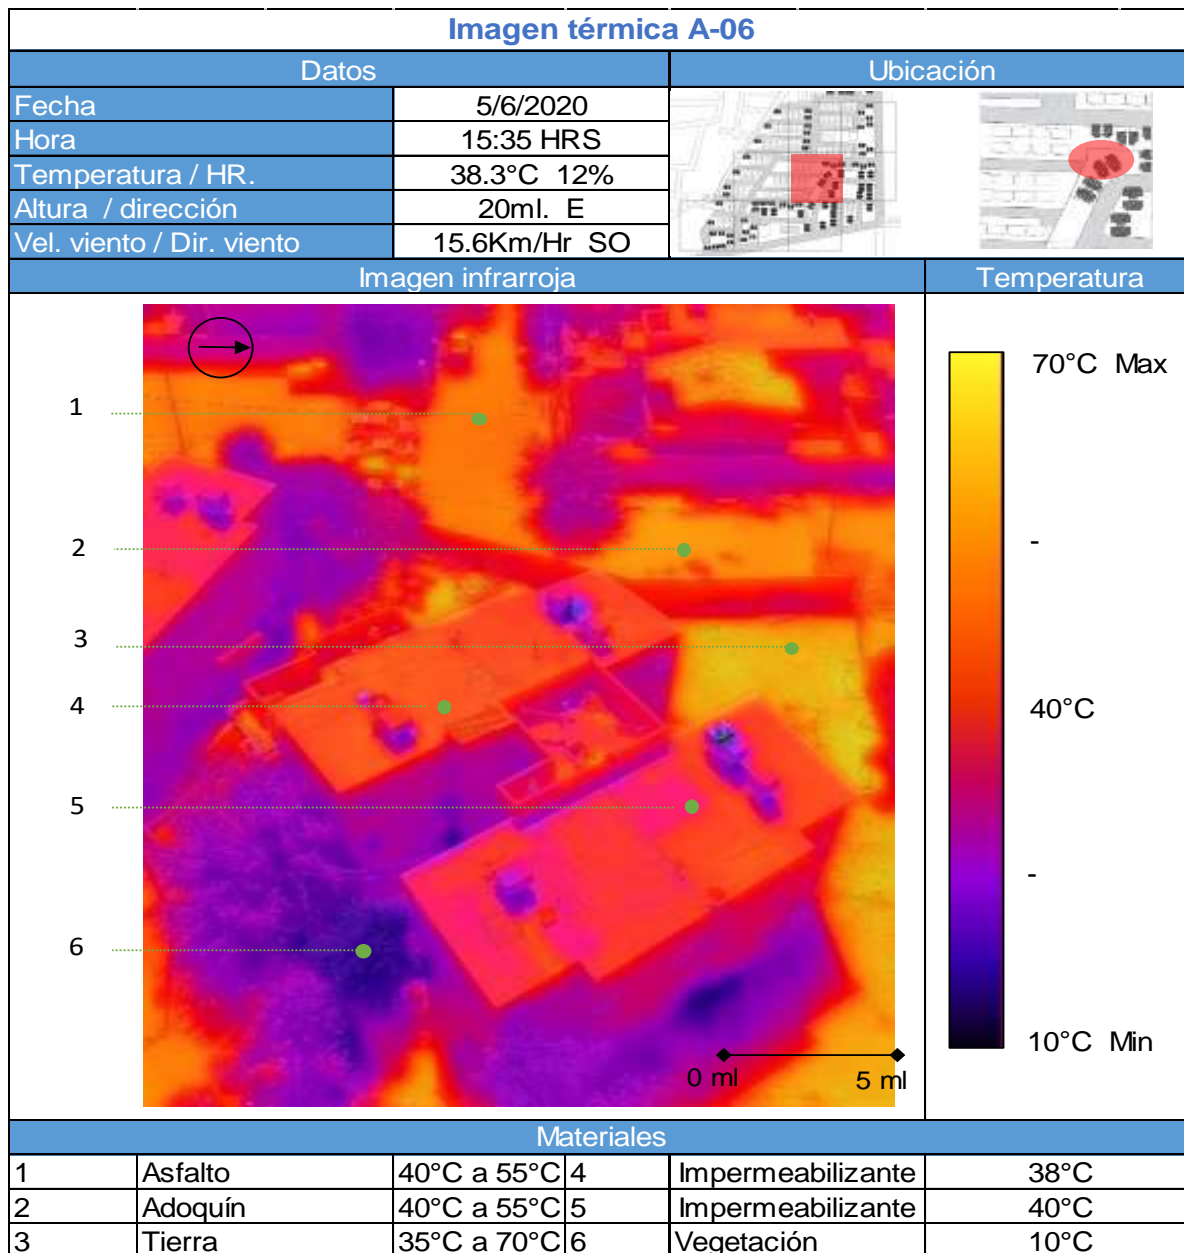 Imagen térmica A-06
Datos Ubicación
Fecha 5/6/2020
Hora 15:35 HRS
Temperatura / HR. 38.3°C 12%
Altura / dirección 20ml. E
Vel. viento / Dir. viento 15.6Km/Hr SO
Imagen infrarroja Temperatura
70°C Max
1
2
-
3
4
40°C
5
-
6
10°C Min
0 ml 5 ml
Materiales
1 Asfalto 40°C a 55°C 4 Impermeabilizante 38°C
2 Adoquín 40°C a 55°C 5 Impermeabilizante 40°C
3 Tierra 35°C a 70°C 6 Vegetación 10°C